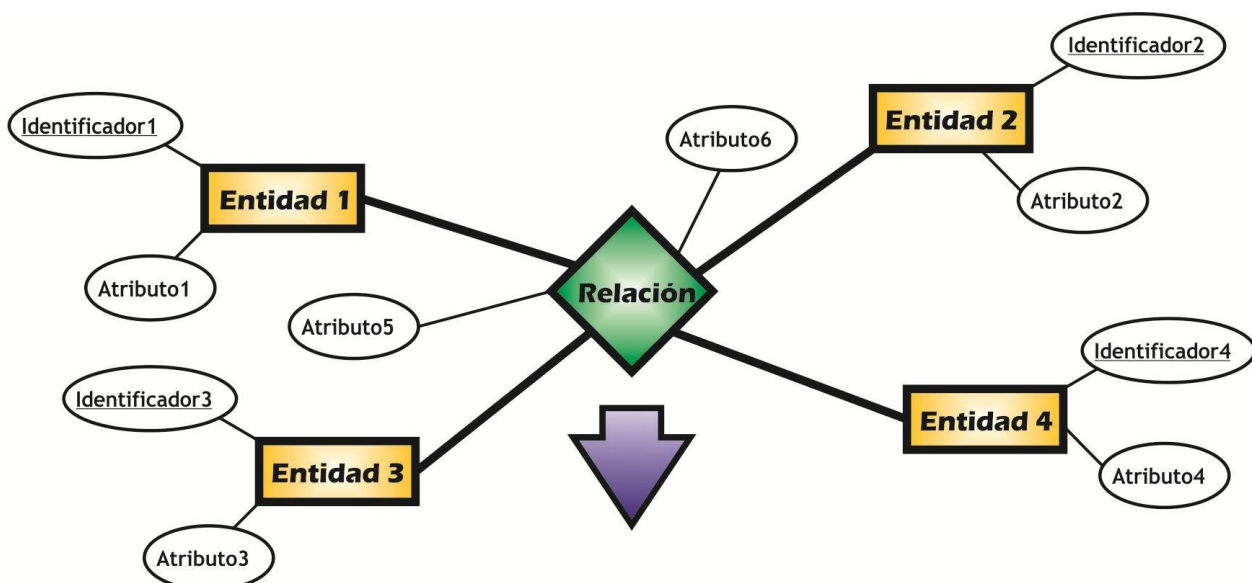 Identificador2
Entidad 2
Atributo6
Identificador1
Atributo2
Entidad 1
Atributo1
Relación
Atributo5
Identificador4
Identificador3
Entidad 4
Entidad 3
Atributo4
Atributo3